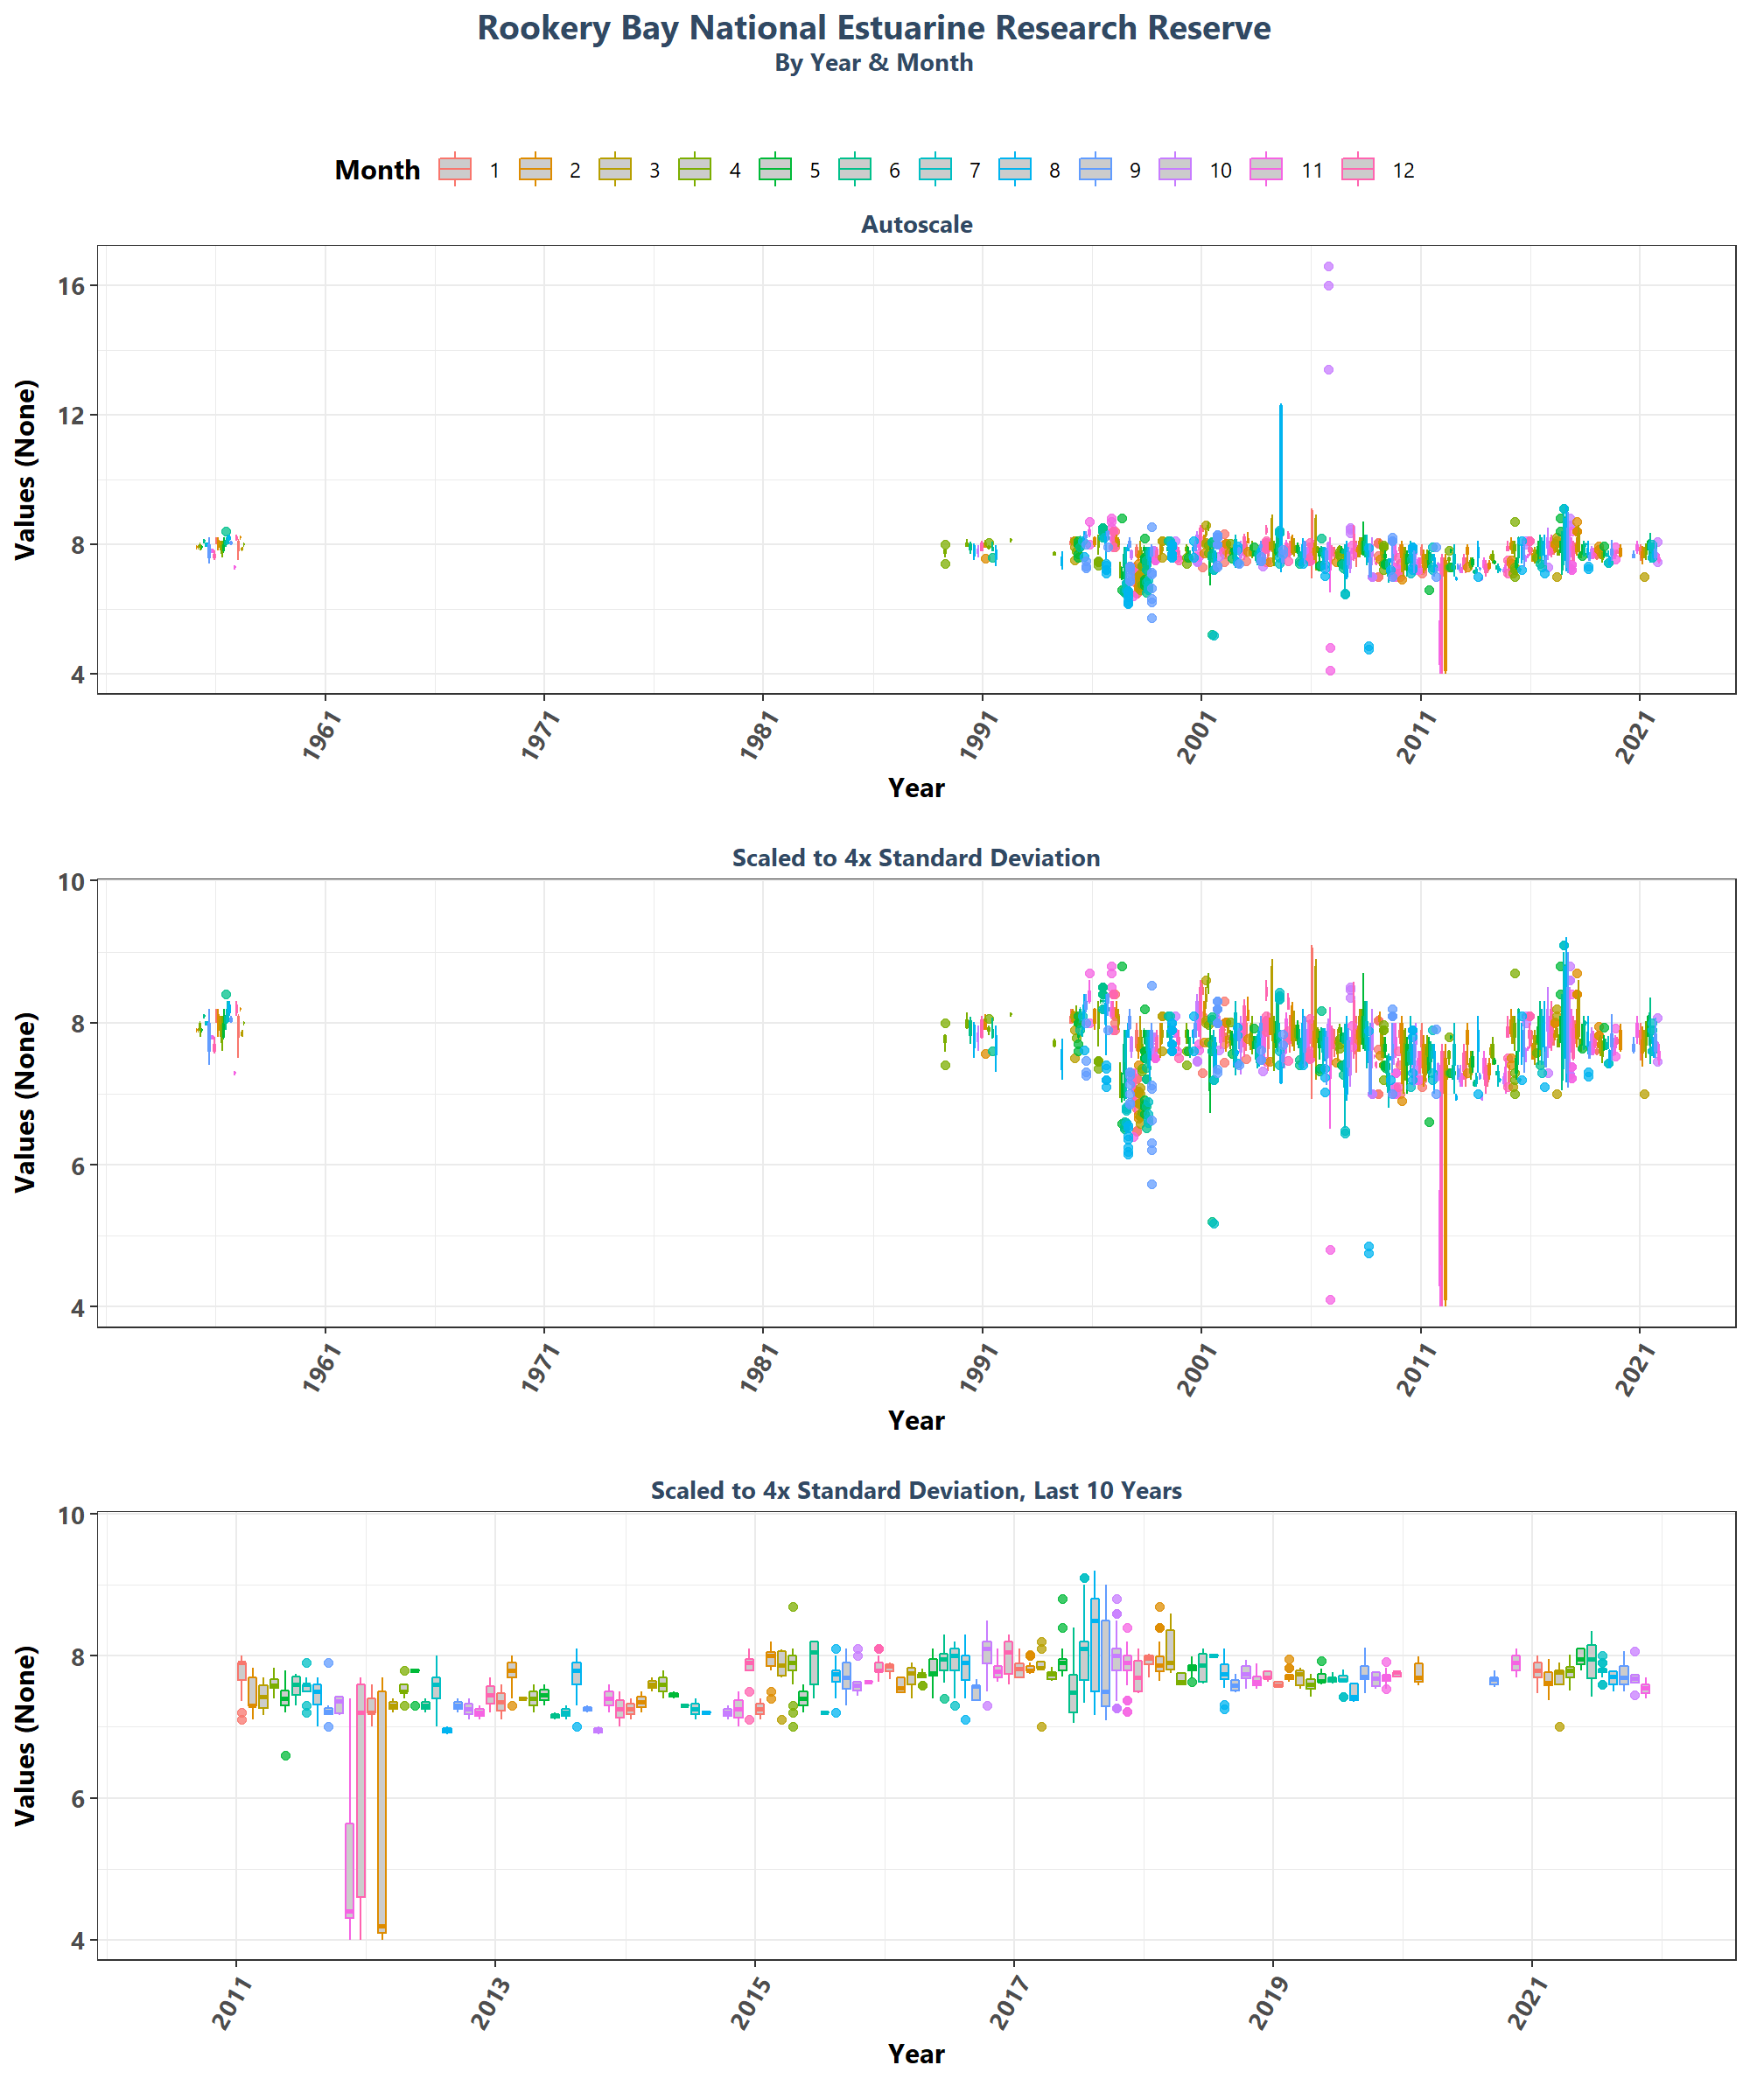 Rookery Bay National Estuarine Research Reserve
By Year & Month
Month 1 2 3 4 5 6 7 8 9 10 11 12
Autoscale
Values (None)
16
12
8
4
1961 1971 1981 1991 2001 2011 2021
Year
Scaled to 4x Standard Deviation
Values (None)
10
8
6
4
1961 1971 1981 1991 2001 2011 2021
Year
Scaled to 4x Standard Deviation, Last 10 Years
Values (None)
10
8
6
4
2011 2013 2015 2017 2019 2021
Year